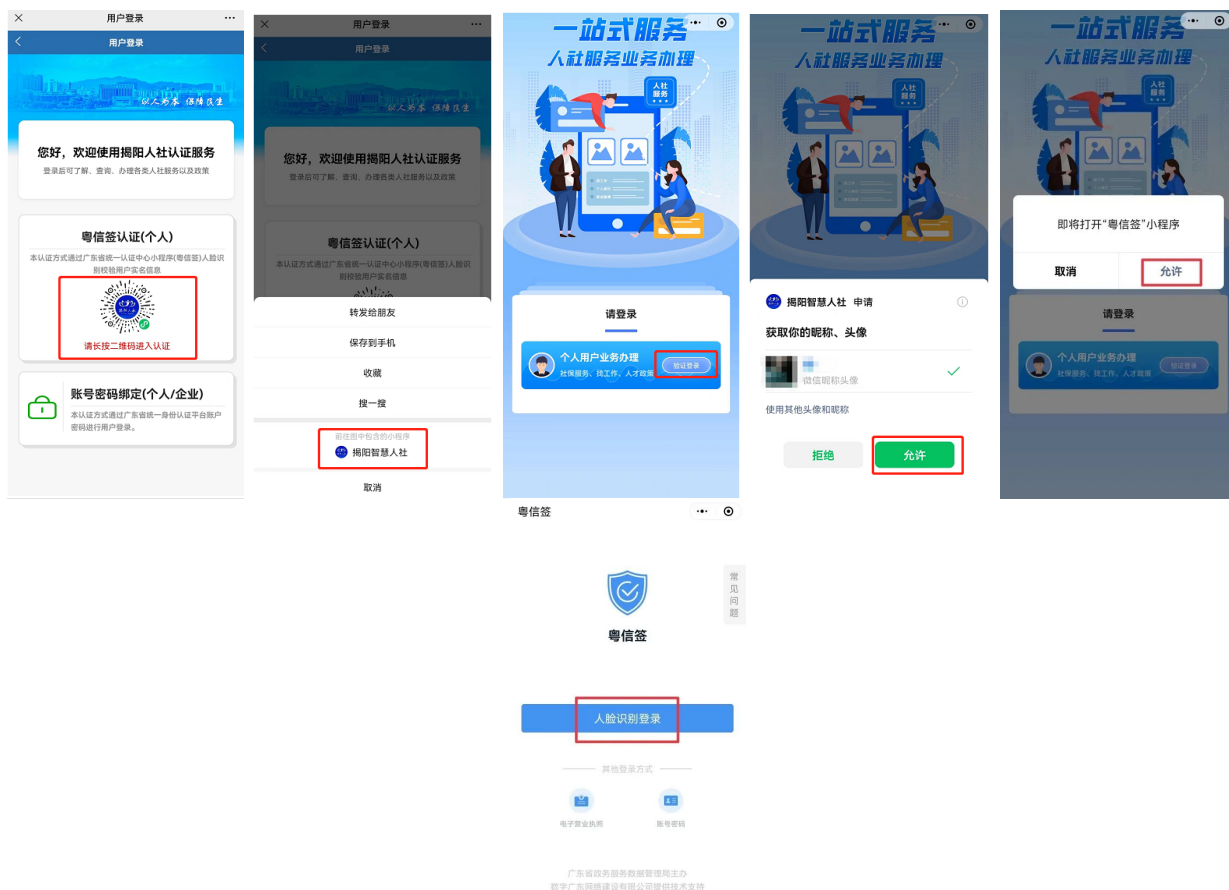 用户登录
用户登录
以人为本 保障民生
您好，欢迎使用揭阳人社认证服务
登录后可了解、查询、办理各类人社服务以及政策
粤信签认证(个人)
本认证方式通过广东省统一认证中心小程序(粤信签)人脸识
别校验用户实名信息
请长按二维码进入认证
账号密码绑定(个人/企业)
本认证方式通过广东省统一身份认证平台账户
密码进行用户登录。
用户登录
用户登录
以人为本 保障民生
您好，欢迎使用揭阳人社认证服务
登录后可了解、查询、办理各类人社服务以及政策
粤信签认证(个人)
本认证方式通过广东省统一认证中心小程序(粤信签)人脸识
别校验用户实名信息
转发给朋友
保存到手机
收藏
搜一搜
前往图中包含的小程序
揭阳智慧人社
取消
一站式服务
人社服务业务办理
人社
服务
请登录
个人用户业务办理
社保服务、找工作、人才政策
验证登录
一站式服务
人社服务业务办理
人社
服务
揭阳智慧人社 申请
获取你的昵称、头像
微信昵称头像
使用其他头像和昵称
拒绝
允许
一站式服务
人社服务业务办理
人社
服务
即将打开“粤信签”小程序
取消
允许
请登录
个人用户业务办理
社保服务、找工作、人才政策
验证登录
粤信签
常见问题
粤信签
人脸识别登录
其他登录方式
电子营业执照
账号密码
广东省政务服务数据管理局主办
数字广东网络建设有限公司提供技术支持